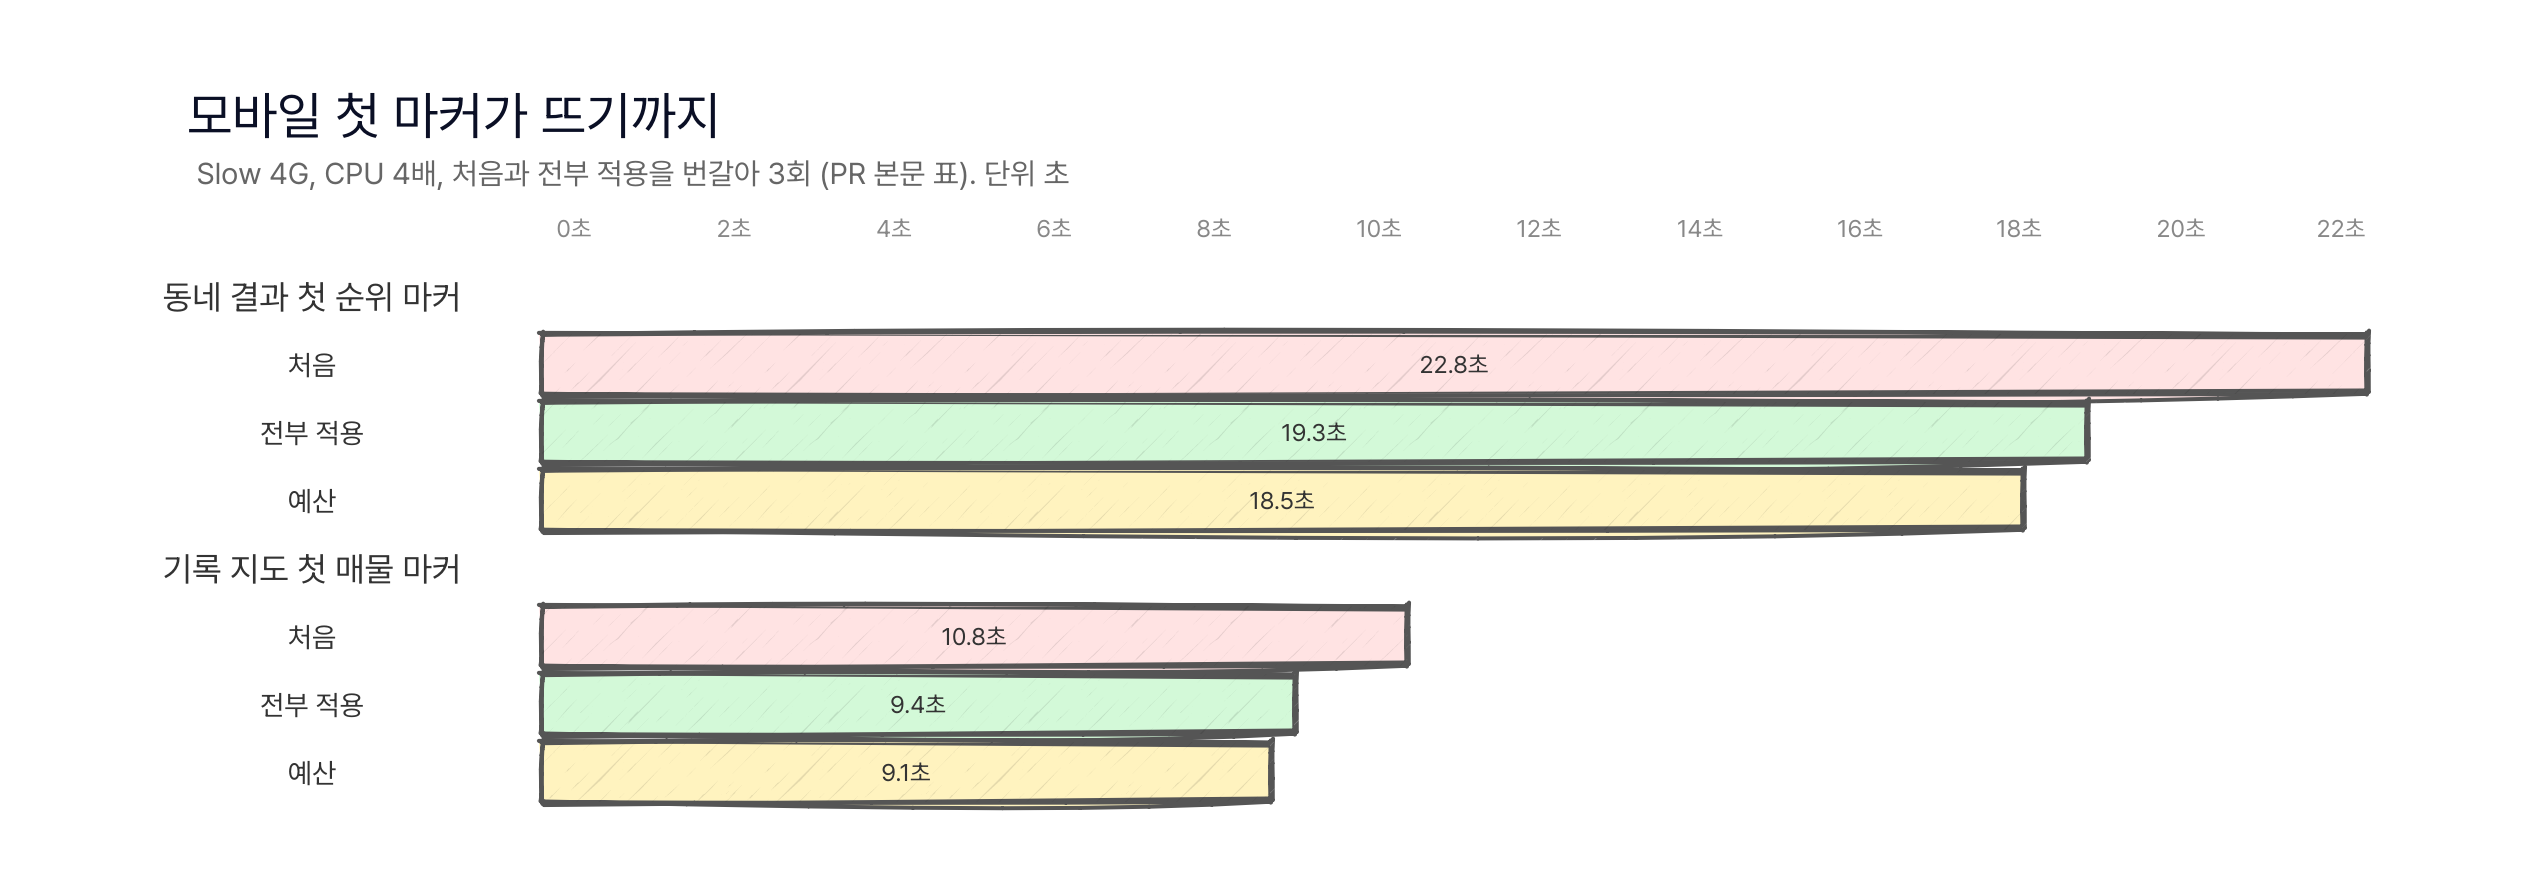 모바일 첫 마커가 뜨기까지
Slow 4G, CPU 4배, 처음과 전부 적용을 번갈아 3회 (PR 본문 표). 단위 초
0초 2초 4초 6초 8초 10초 12초 14초 16초 18초 20초 22초
동네 결과 첫 순위 마커
처음 22.8초
전부 적용 19.3초
예산 18.5초
기록 지도 첫 매물 마커
처음 10.8초
전부 적용 9.4초
예산 9.1초